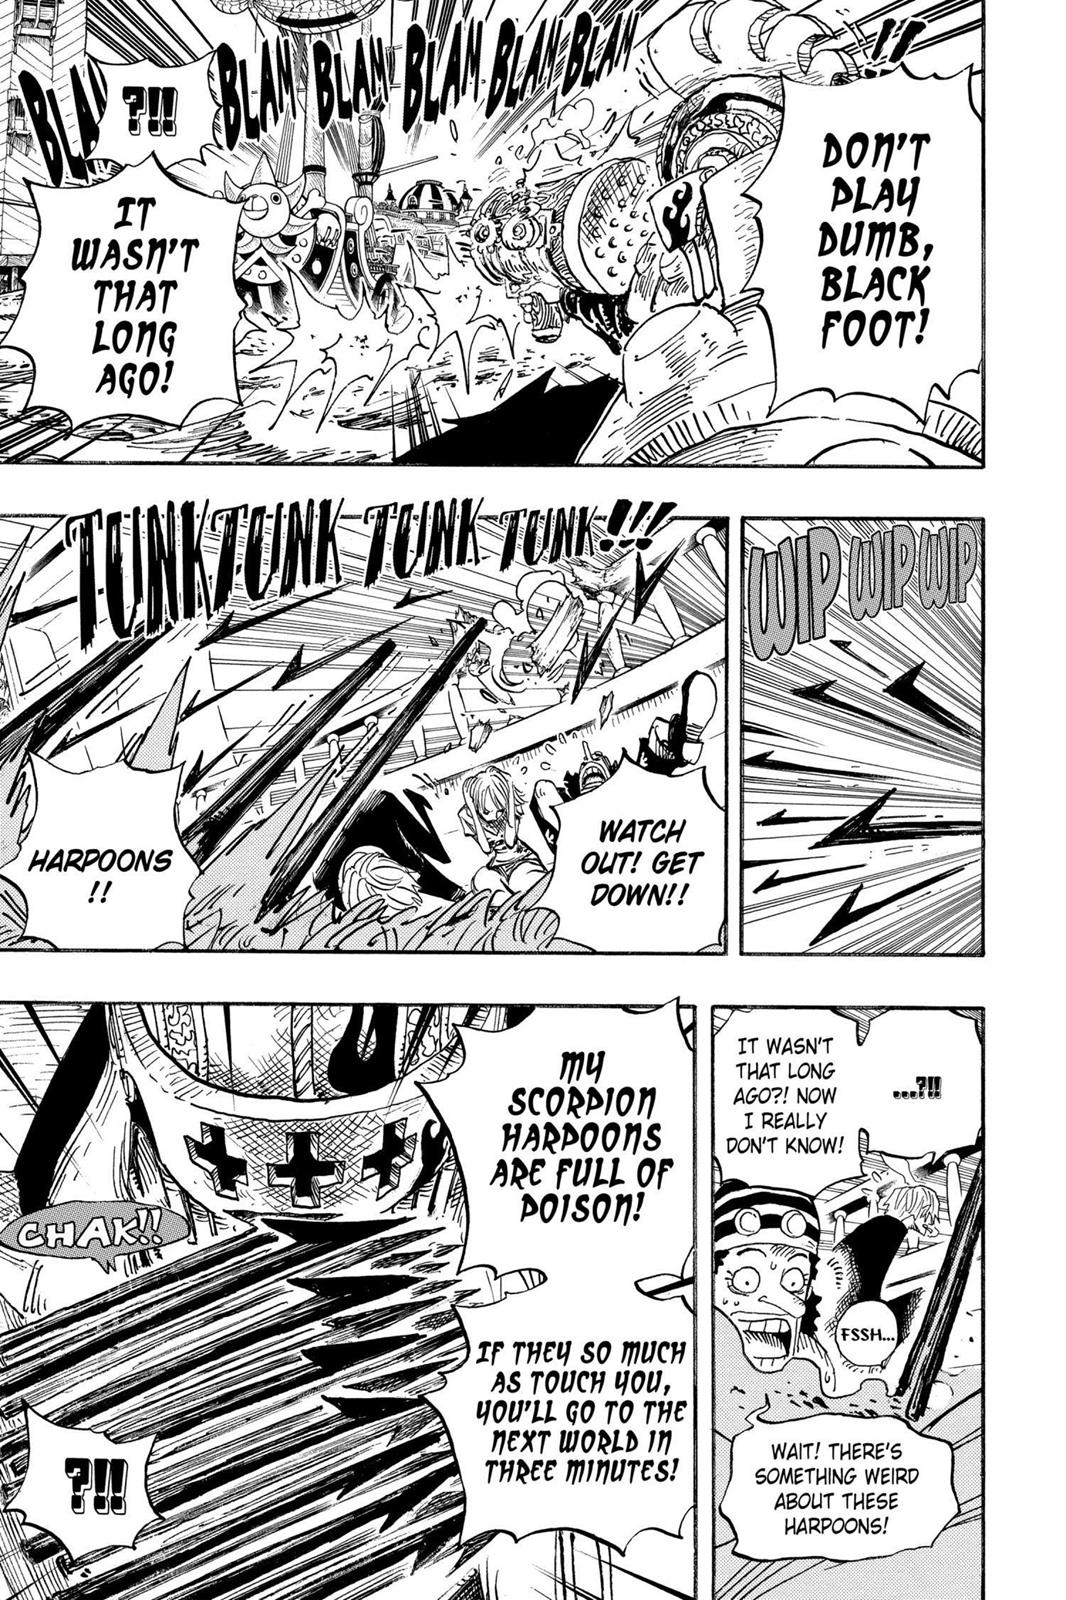 !!
DON'T
PLAY
DUMB,
BLACK
FOOT!
BLAM BLAM BLAM BLAM BLAM BLAM
?!!
IT
WASN'T
THAT
LONG
AGO!
WIP WIP WIP
TUNK TUNK TUNK TUNK!!!
WATCH
OUT! GET
DOWN!!
HARPOONS
!!
...?!!
IT WASN'T
THAT LONG
AGO?! NOW
I REALLY
DON'T KNOW!
FSSH...
WAIT! THERE'S
SOMETHING WEIRD
ABOUT THESE
HARPOONS!
MY
SCORPION
HARPOONS
ARE FULL OF
POISON!
IF THEY SO MUCH
AS TOUCH YOU,
YOU'LL GO TO THE
NEXT WORLD IN
THREE MINUTES!
CHAK!!
?!!